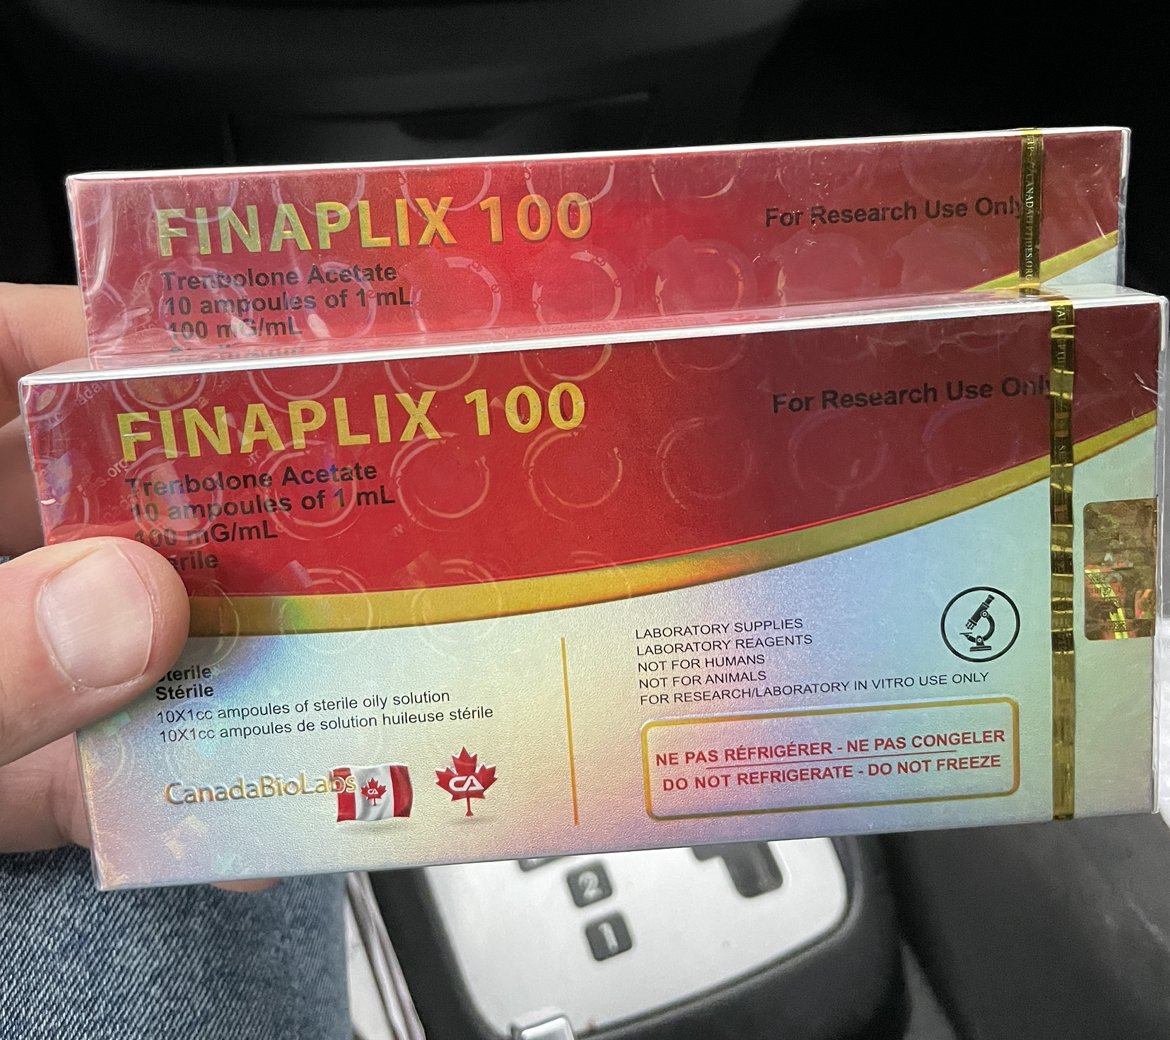 FINAPLIX 100
For Research Use Only
Trenbolone Acetate
10 ampoules of 1 mL
100 mG/mL
FINAPLIX 100
For Research Use Only
Trenbolone Acetate
10 ampoules of 1 mL
100 mG/mL
Sterile
Stérile
10X1cc ampoules of sterile oily solution
10X1cc ampoules de solution huileuse stérile
CanadaBioLabs
CA
CA
LABORATORY SUPPLIES
LABORATORY REAGENTS
NOT FOR HUMANS
NOT FOR ANIMALS
FOR RESEARCH/LABORATORY IN VITRO USE ONLY
NE PAS RÉFRIGÉRER - NE PAS CONGELER
DO NOT REFRIGERATE - DO NOT FREEZE
2
1